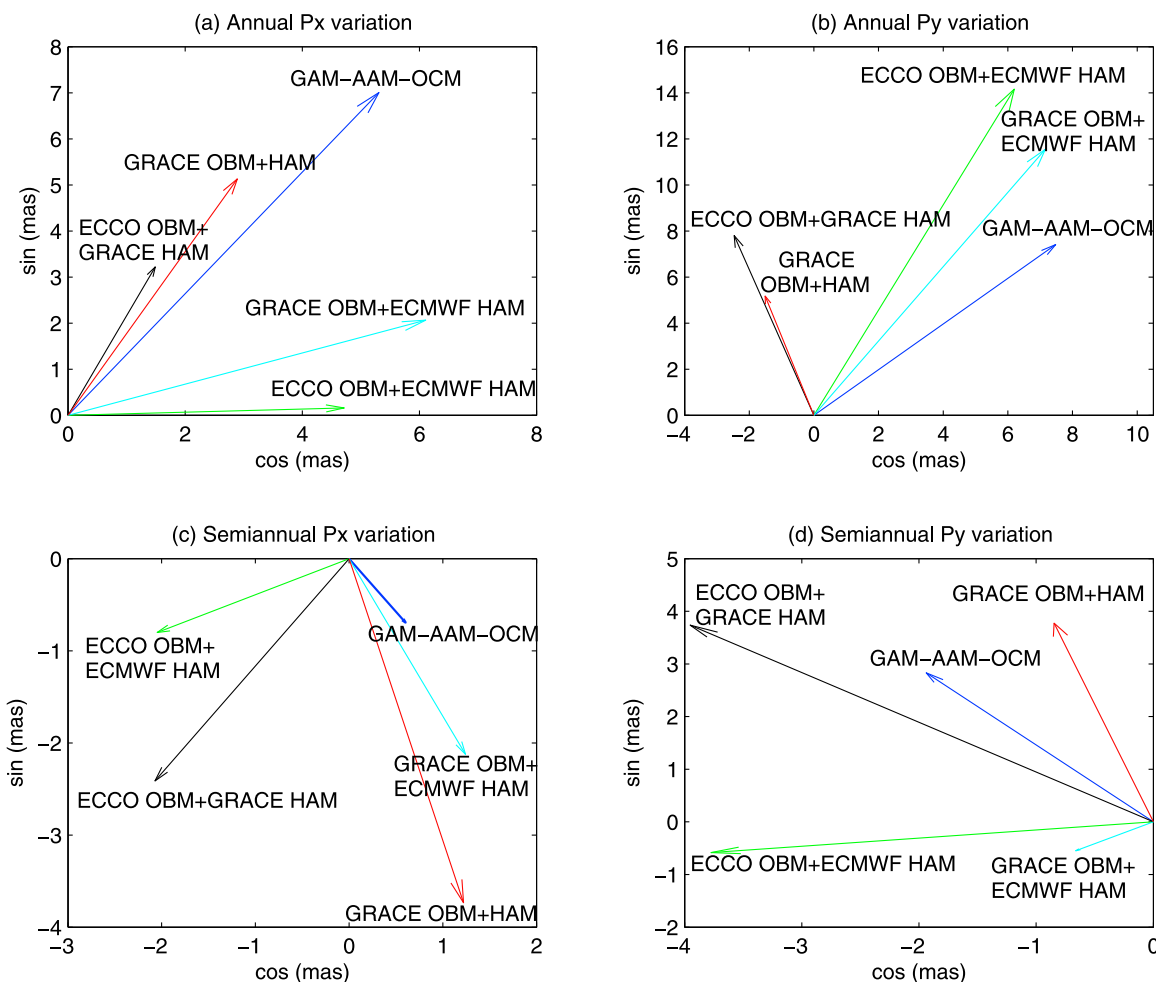 (a) Annual Px variation
8
7
6
5
4
3
2
1
0
sin (mas)
GAM−AAM−OCM
GRACE OBM+HAM
ECCO OBM+
GRACE HAM
GRACE OBM+ECMWF HAM
ECCO OBM+ECMWF HAM
0 2 4 6 8
cos (mas)
(b) Annual Py variation
16
14
12
10
8
6
4
2
0
sin (mas)
ECCO OBM+ECMWF HAM
GRACE OBM+
ECMWF HAM
ECCO OBM+GRACE HAM
GAM−AAM−OCM
GRACE
OBM+HAM
−4 −2 0 2 4 6 8 10
cos (mas)
(c) Semiannual Px variation
0
−1
−2
−3
−4
sin (mas)
GAM−AAM−OCM
ECCO OBM+
ECMWF HAM
GRACE OBM+
ECMWF HAM
ECCO OBM+GRACE HAM
GRACE OBM+HAM
−3 −2 −1 0 1 2
cos (mas)
(d) Semiannual Py variation
5
4
3
2
1
0
−1
−2
sin (mas)
ECCO OBM+
GRACE HAM
GRACE OBM+HAM
GAM−AAM−OCM
ECCO OBM+ECMWF HAM
GRACE OBM+
ECMWF HAM
−4 −3 −2 −1 0
cos (mas)